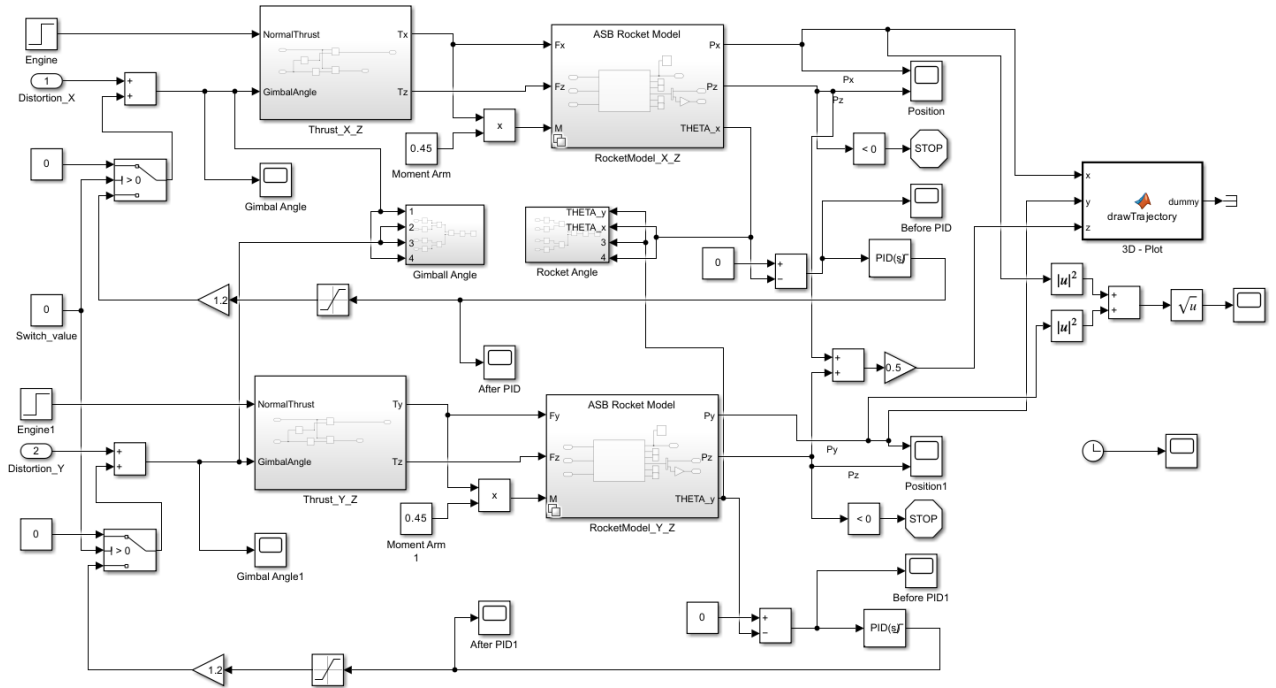 Engine
1
Distortion_X
+
+
NormalThrust
GimbalAngle
Tx
Tz
Thrust_X_Z
0
> 0
Gimbal Angle
0.45
Moment Arm
x
ASB Rocket Model
Fx
Fz
M
Px
Pz
THETA_x
RocketModel_X_Z
Px
Pz
Position
< 0
STOP
1
2
3
4
Gimball Angle
THETA_y
THETA_x
3
4
Rocket Angle
0
+
−
Before PID
PID(s)
x
y
z
drawTrajectory
dummy
3D - Plot
|u|²
|u|²
+
+
√u
0
Switch_value
1.2
After PID
+
+
0.5
Engine1
2
Distortion_Y
+
+
NormalThrust
GimbalAngle
Ty
Tz
Thrust_Y_Z
0
> 0
Gimbal Angle1
0.45
Moment Arm
1
x
ASB Rocket Model
Fy
Fz
M
Py
Pz
THETA_y
RocketModel_Y_Z
Py
Pz
Position1
< 0
STOP
0
+
−
Before PID1
PID(s)
After PID1
1.2